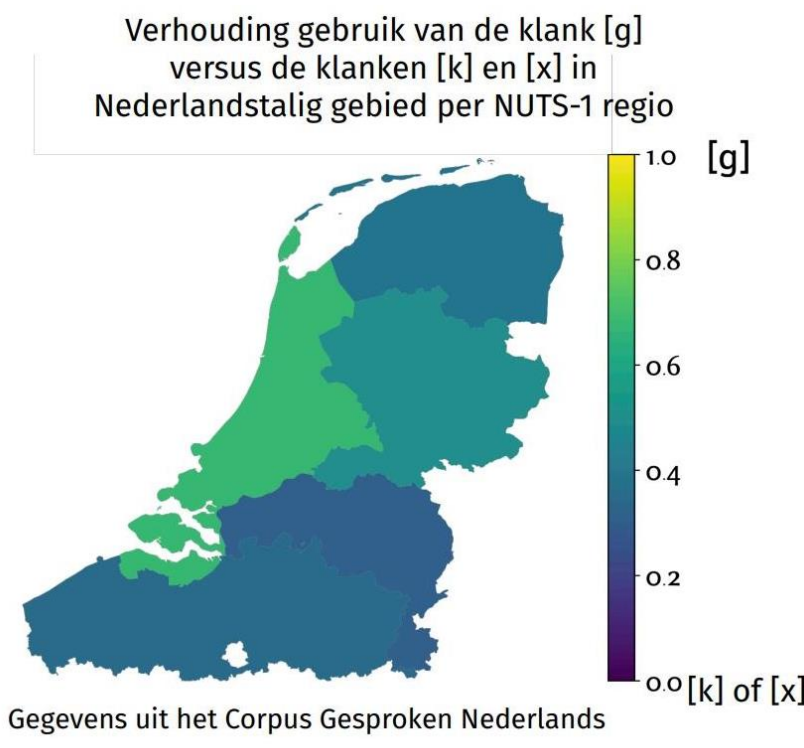 Verhouding gebruik van de klank [g]
versus de klanken [k] en [x] in
Nederlandstalig gebied per NUTS-1 regio
1.0
[g]
0.8
0.6
0.4
0.2
0.0
[k] of [x]
Gegevens uit het Corpus Gesproken Nederlands